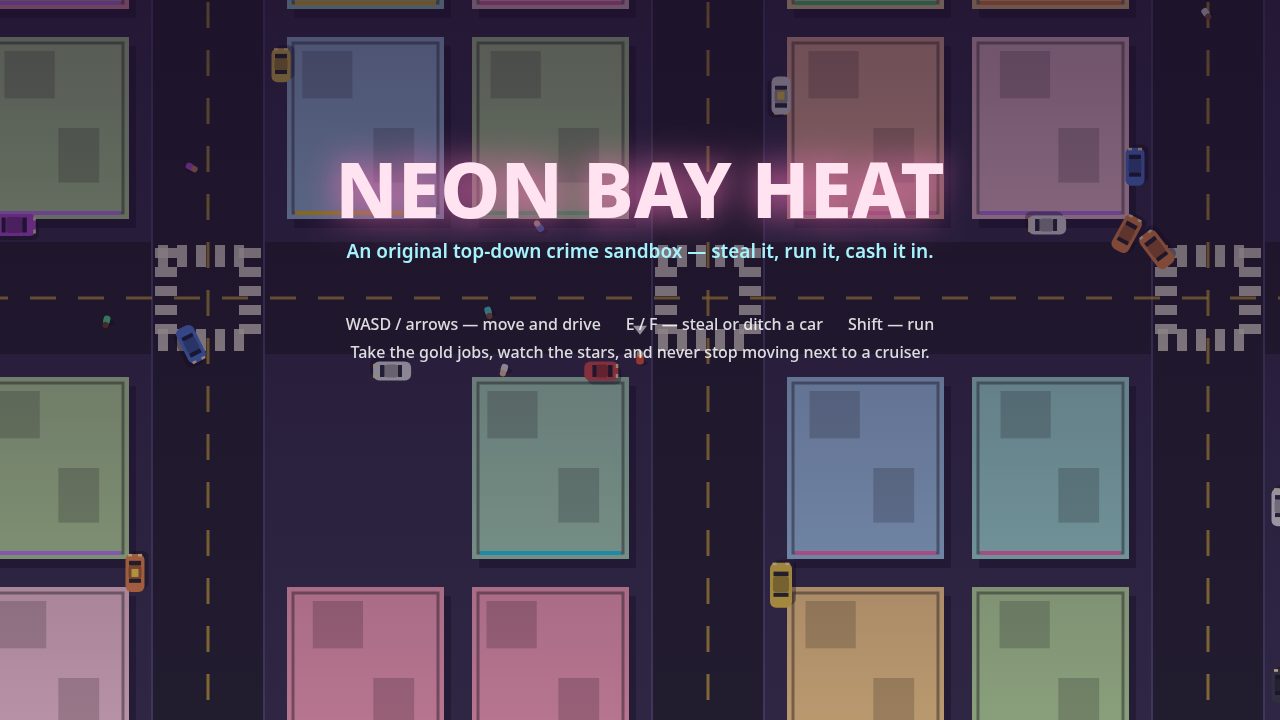 NEON BAY HEAT
An original top-down crime sandbox — steal it, run it, cash it in.
WASD / arrows — move and drive E / F — steal or ditch a car Shift — run
Take the gold jobs, watch the stars, and never stop moving next to a cruiser.